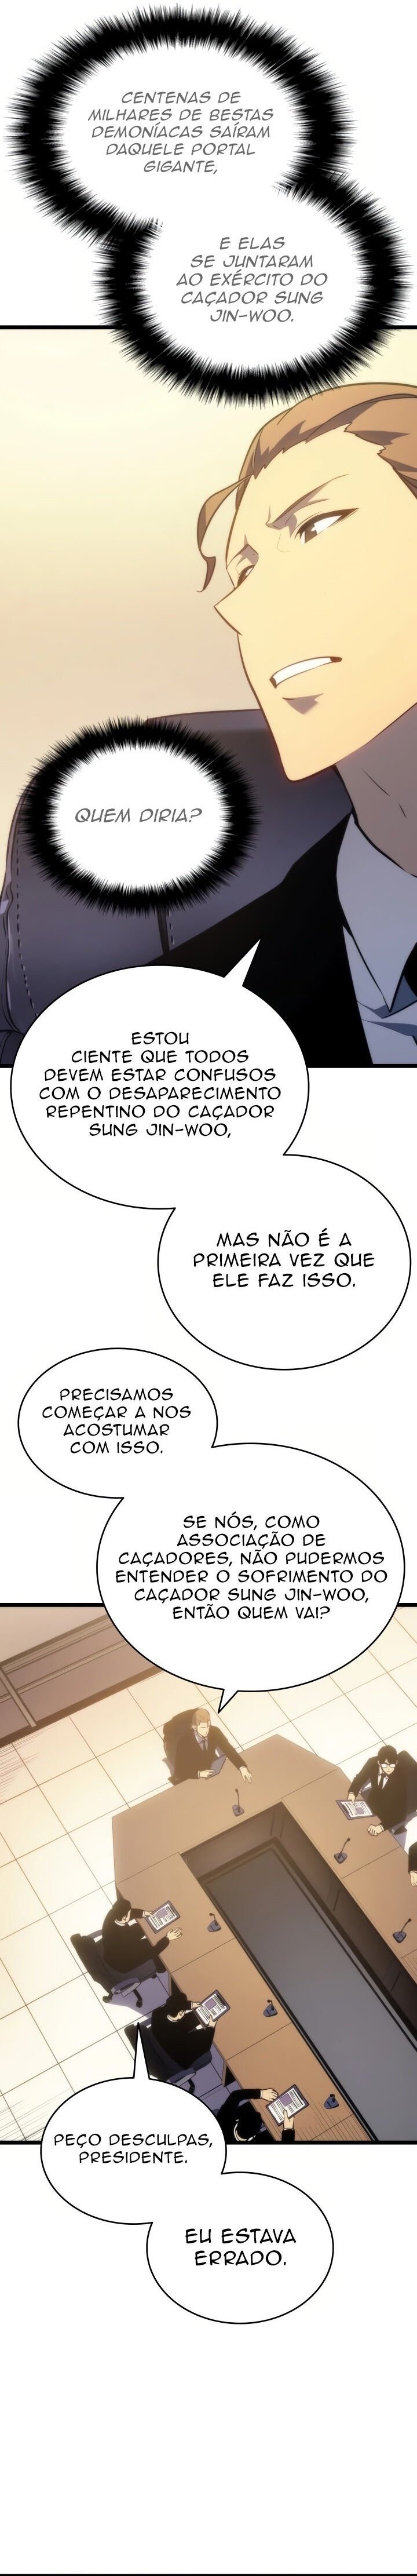 CENTENAS DE
MILHARES DE BESTAS
DEMONÍACAS SAÍRAM
DAQUELE PORTAL
GIGANTE,
E ELAS
SE JUNTARAM
AO EXÉRCITO DO
CAÇADOR SUNG
JIN-WOO.
QUEM DIRIA?
ESTOU
CIENTE QUE TODOS
DEVEM ESTAR CONFUSOS
COM O DESAPARECIMENTO
REPENTINO DO CAÇADOR
SUNG JIN-WOO,
MAS NÃO É A
PRIMEIRA VEZ QUE
ELE FAZ ISSO.
PRECISAMOS
COMEÇAR A NOS
ACOSTUMAR
COM ISSO.
SE NÓS, COMO
ASSOCIAÇÃO DE
CAÇADORES, NÃO PUDERMOS
ENTENDER O SOFRIMENTO DO
CAÇADOR SUNG JIN-WOO,
ENTÃO QUEM VAI?
PEÇO DESCULPAS,
PRESIDENTE.
EU ESTAVA
ERRADO.